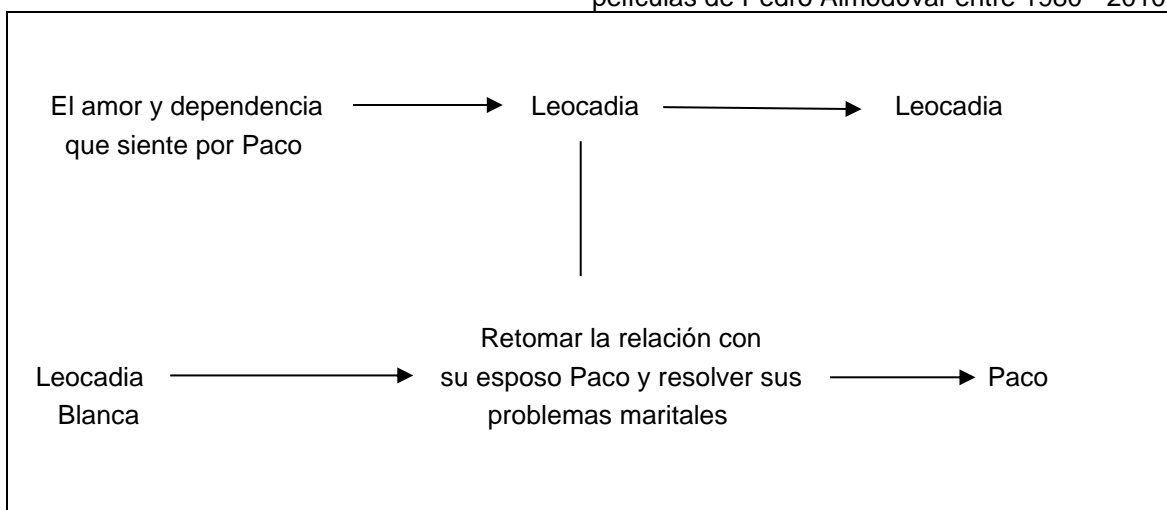 películas de Pedro Almodóvar entre 1980 - 2010
El amor y dependencia
que siente por Paco
Leocadia
Leocadia
Retomar la relación con
su esposo Paco y resolver sus
problemas maritales
Leocadia
Blanca
Paco